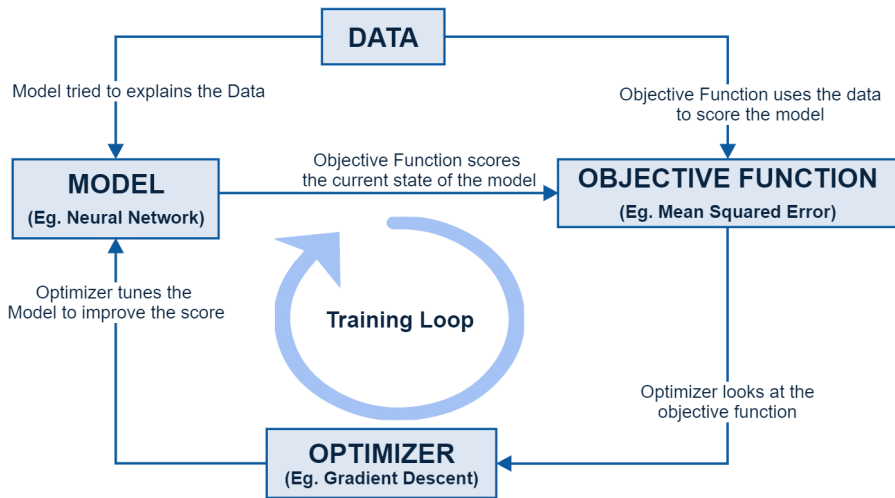 DATA
Model tried to explains the Data
Objective Function uses the data
to score the model
Objective Function scores
the current state of the model
MODEL
(Eg. Neural Network)
OBJECTIVE FUNCTION
(Eg. Mean Squared Error)
Optimizer tunes the
Model to improve the score
Training Loop
Optimizer looks at the
objective function
OPTIMIZER
(Eg. Gradient Descent)